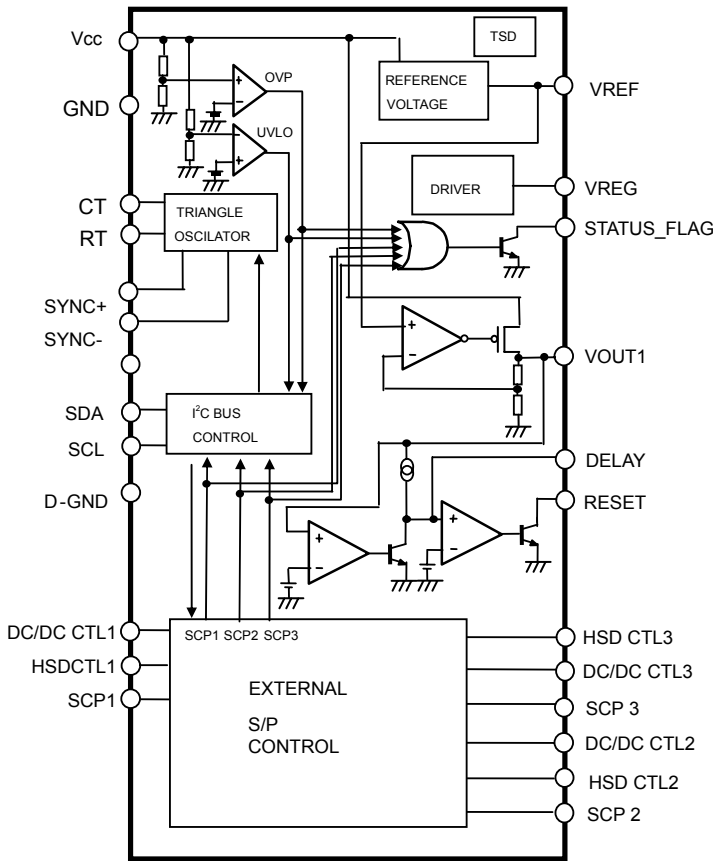 Vcc
TSD
OVP
REFERENCE
VOLTAGE
VREF
GND
UVLO
DRIVER
VREG
CT
TRIANGLE
OSCILATOR
RT
STATUS_FLAG
SYNC+
SYNC-
VOUT1
SDA
I²C BUS
CONTROL
SCL
DELAY
D-GND
RESET
+
−
+
−
+
−
+
−
+
−
DC/DC CTL1
SCP1 SCP2 SCP3
HSD CTL3
HSDCTL1
DC/DC CTL3
SCP1
EXTERNAL
S/P
CONTROL
SCP 3
DC/DC CTL2
HSD CTL2
SCP 2